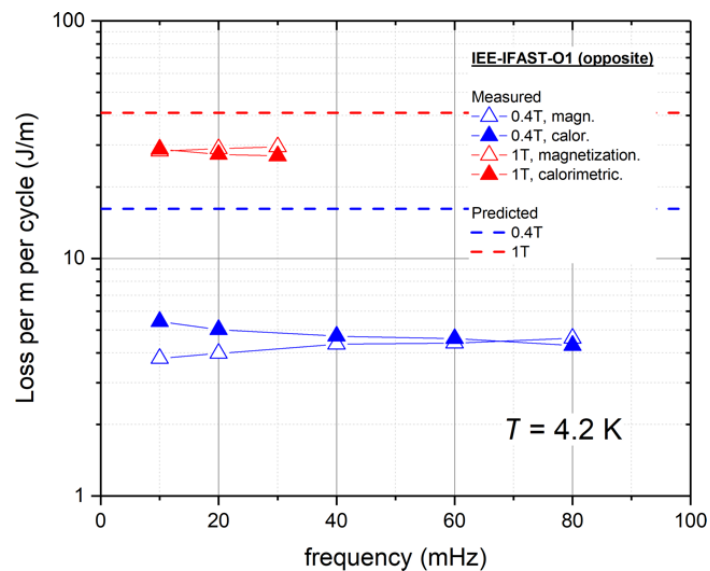 100
10
1
Loss per m per cycle (J/m)
IEE-IFAST-O1 (opposite)
Measured
0.4T, magn.
0.4T, calor.
1T, magnetization.
1T, calorimetric.
Predicted
0.4T
1T
T = 4.2 K
0 20 40 60 80 100
frequency (mHz)